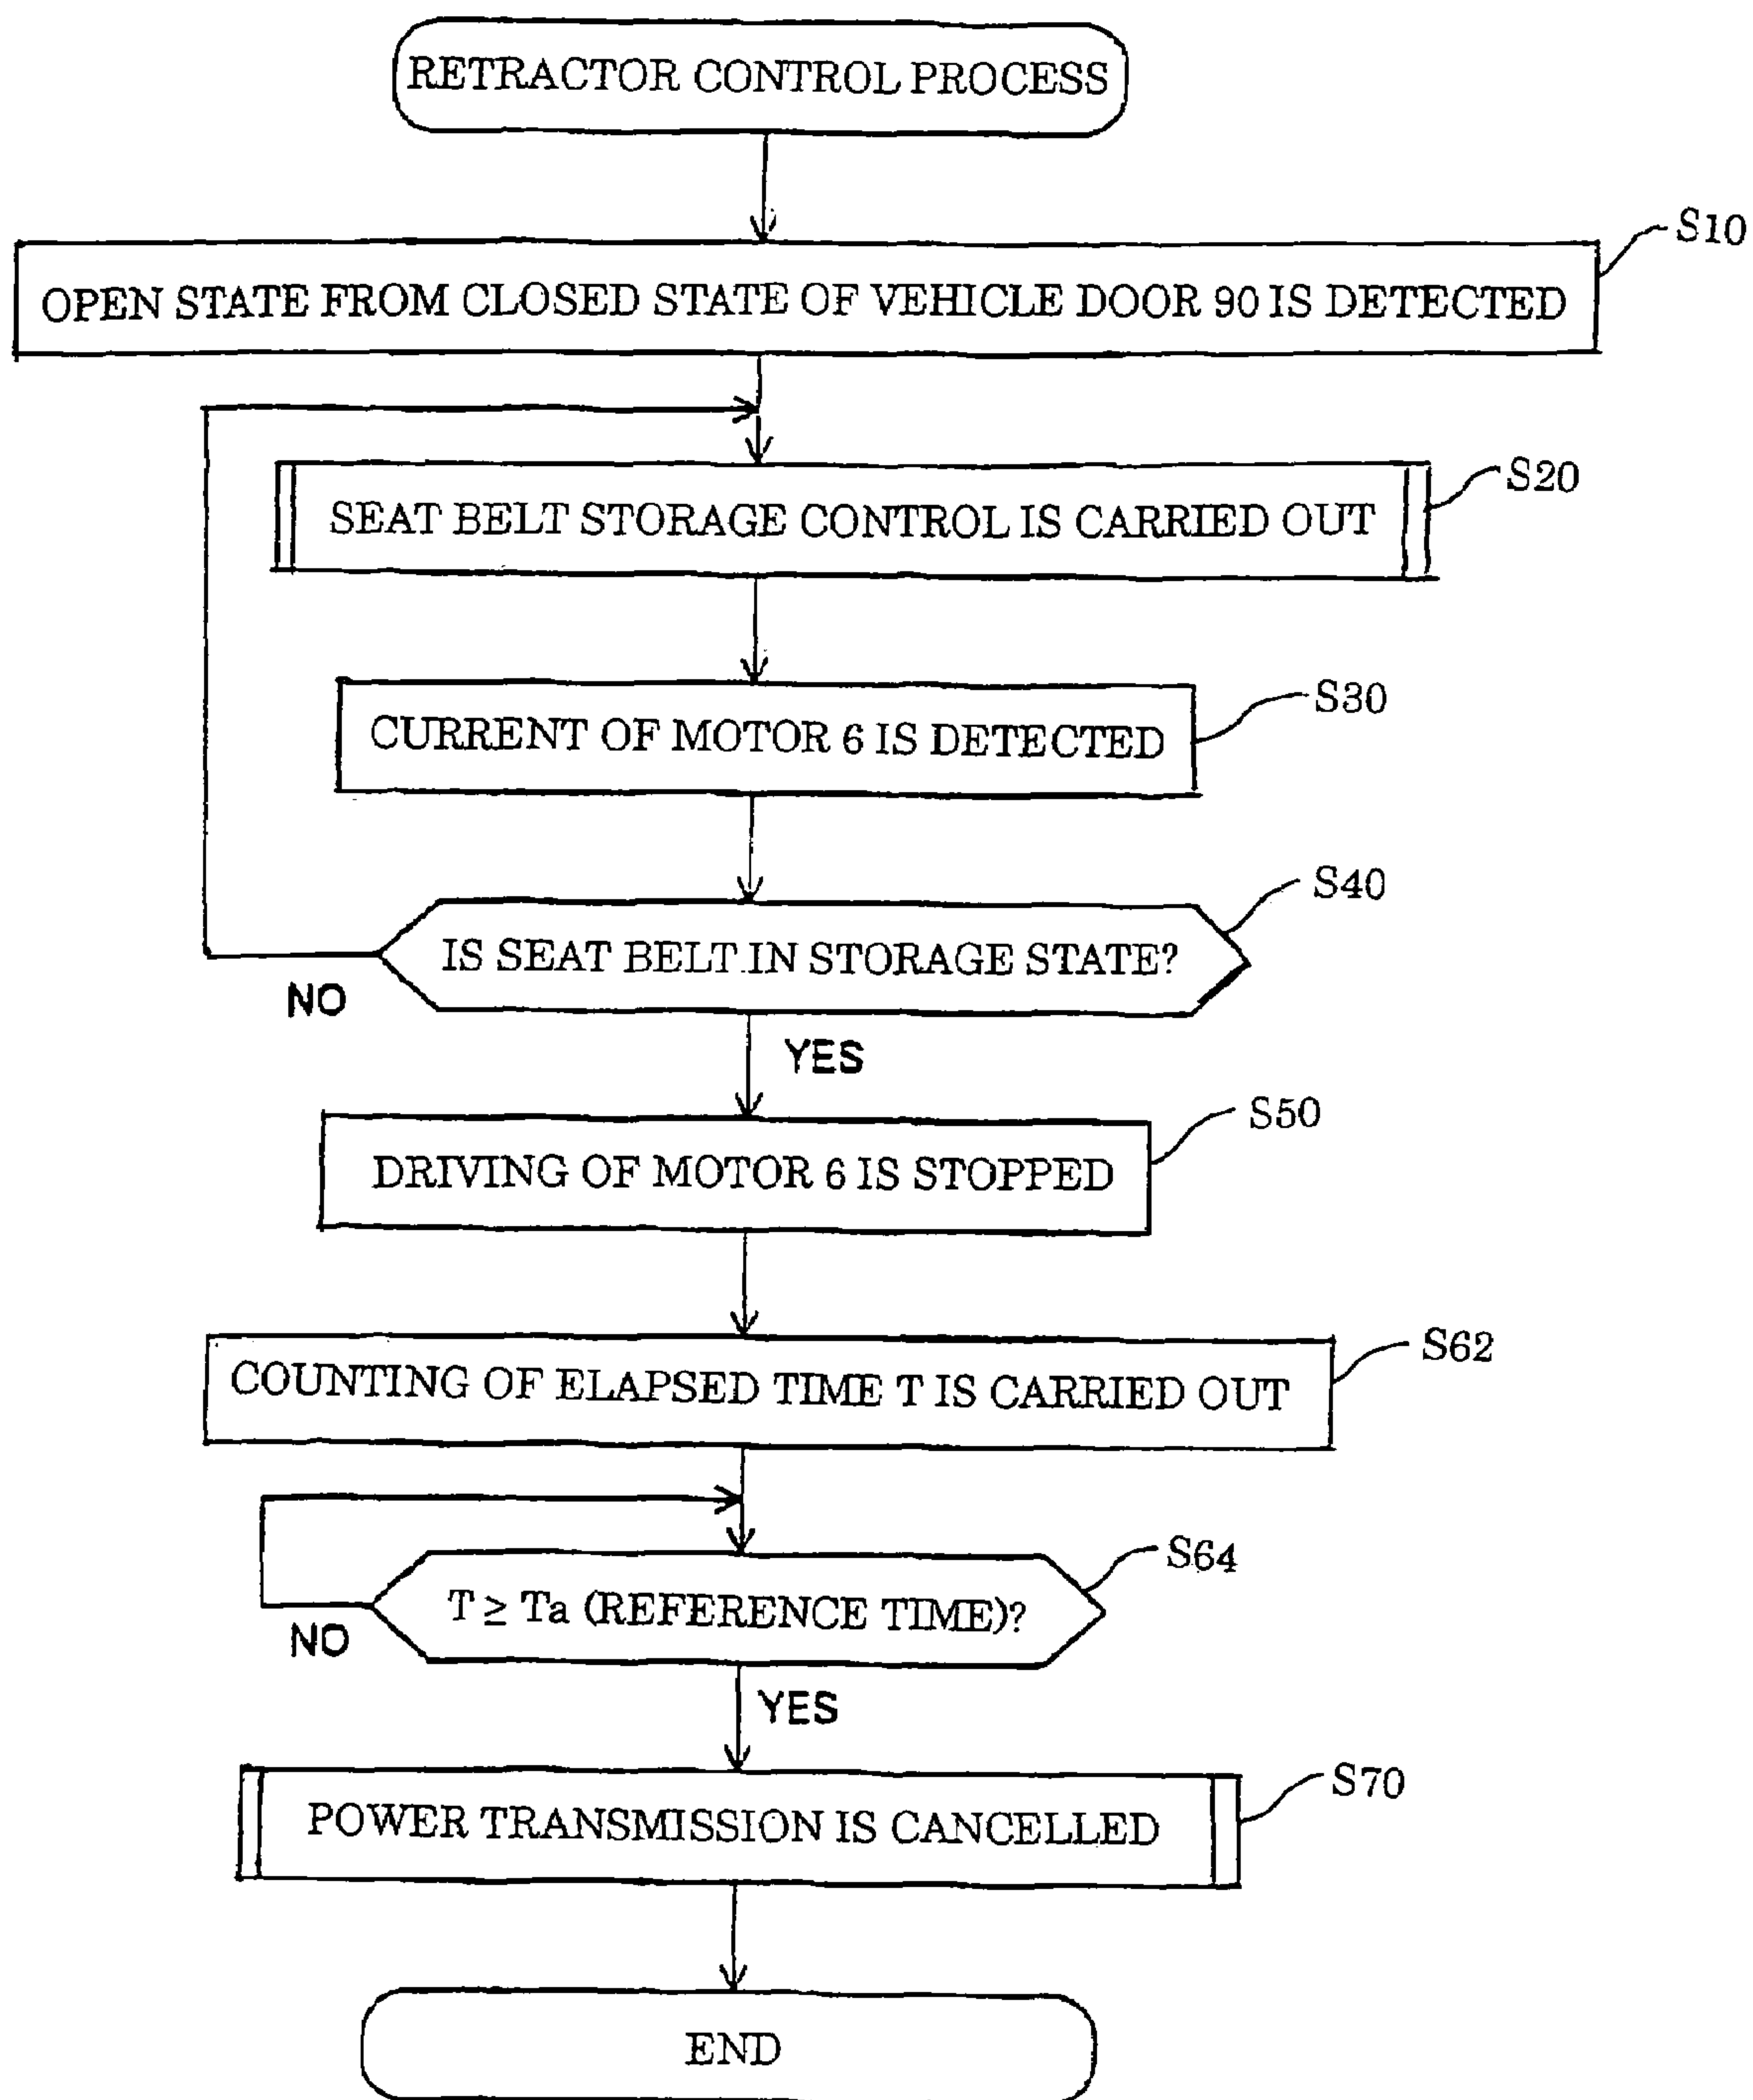 RETRACTOR CONTROL PROCESS
S10
OPEN STATE FROM CLOSED STATE OF VEHICLE DOOR 90 IS DETECTED
S20
SEAT BELT STORAGE CONTROL IS CARRIED OUT
S30
CURRENT OF MOTOR 6 IS DETECTED
S40
IS SEAT BELT IN STORAGE STATE?
NO
YES
S50
DRIVING OF MOTOR 6 IS STOPPED
S62
COUNTING OF ELAPSED TIME T IS CARRIED OUT
S64
T ≥ Ta (REFERENCE TIME)?
NO
YES
S70
POWER TRANSMISSION IS CANCELLED
END